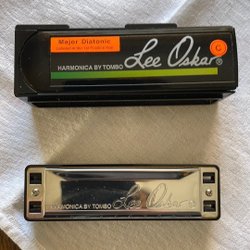 Major Diatonic
C
Lee Oskar®
HARMONICA BY TOMBO
HARMONICA BY TOMBO
Lee Oskar